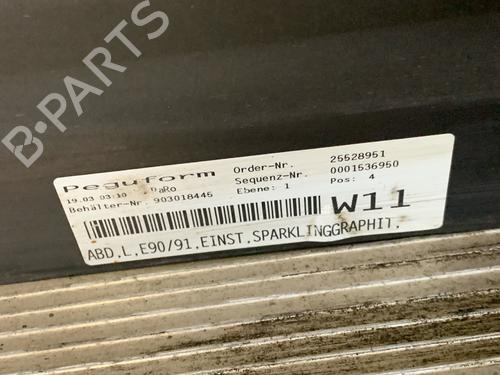 B-PARTS
Peguform
Order-Nr. 25528951
19.03 03:10 DaRo
Sequenz-Nr. 0001536950
Behälter-Nr. 903018445
Ebene: 1 Pos: 4
W11
ABD.L.E90/91.EINST.SPARKLINGGRAPHIT.